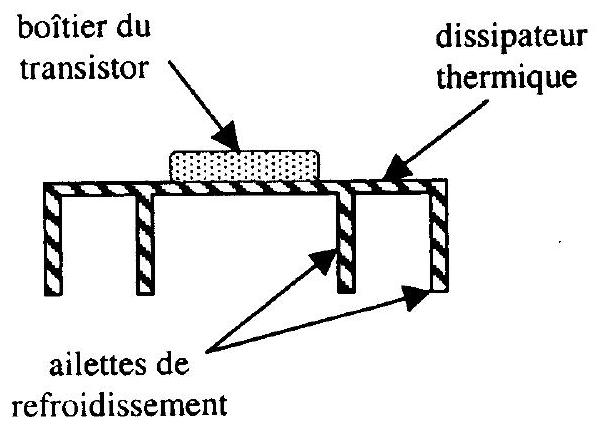 boîtier du
transistor
dissipateur
thermique
ailettes de
refroidissement